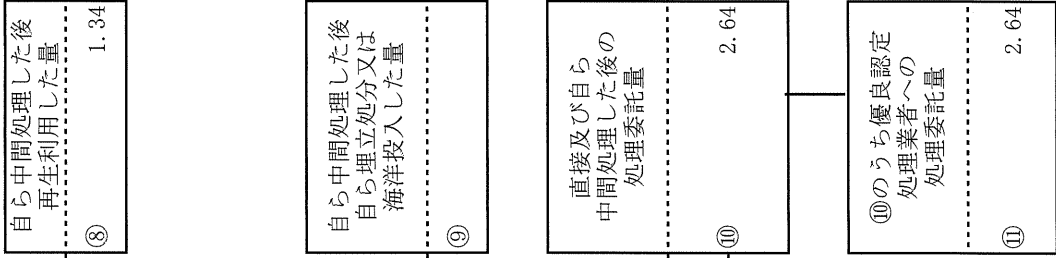 自ら中間処理した後
再生利用した量
⑧ 1.34
自ら中間処理した後
自ら埋立処分又は
海洋投入した量
⑨
直接及び自ら
中間処理した後の
処理委託量
⑩ 2.64
⑩のうち優良認定
処理業者への
処理委託量
⑪ 2.64